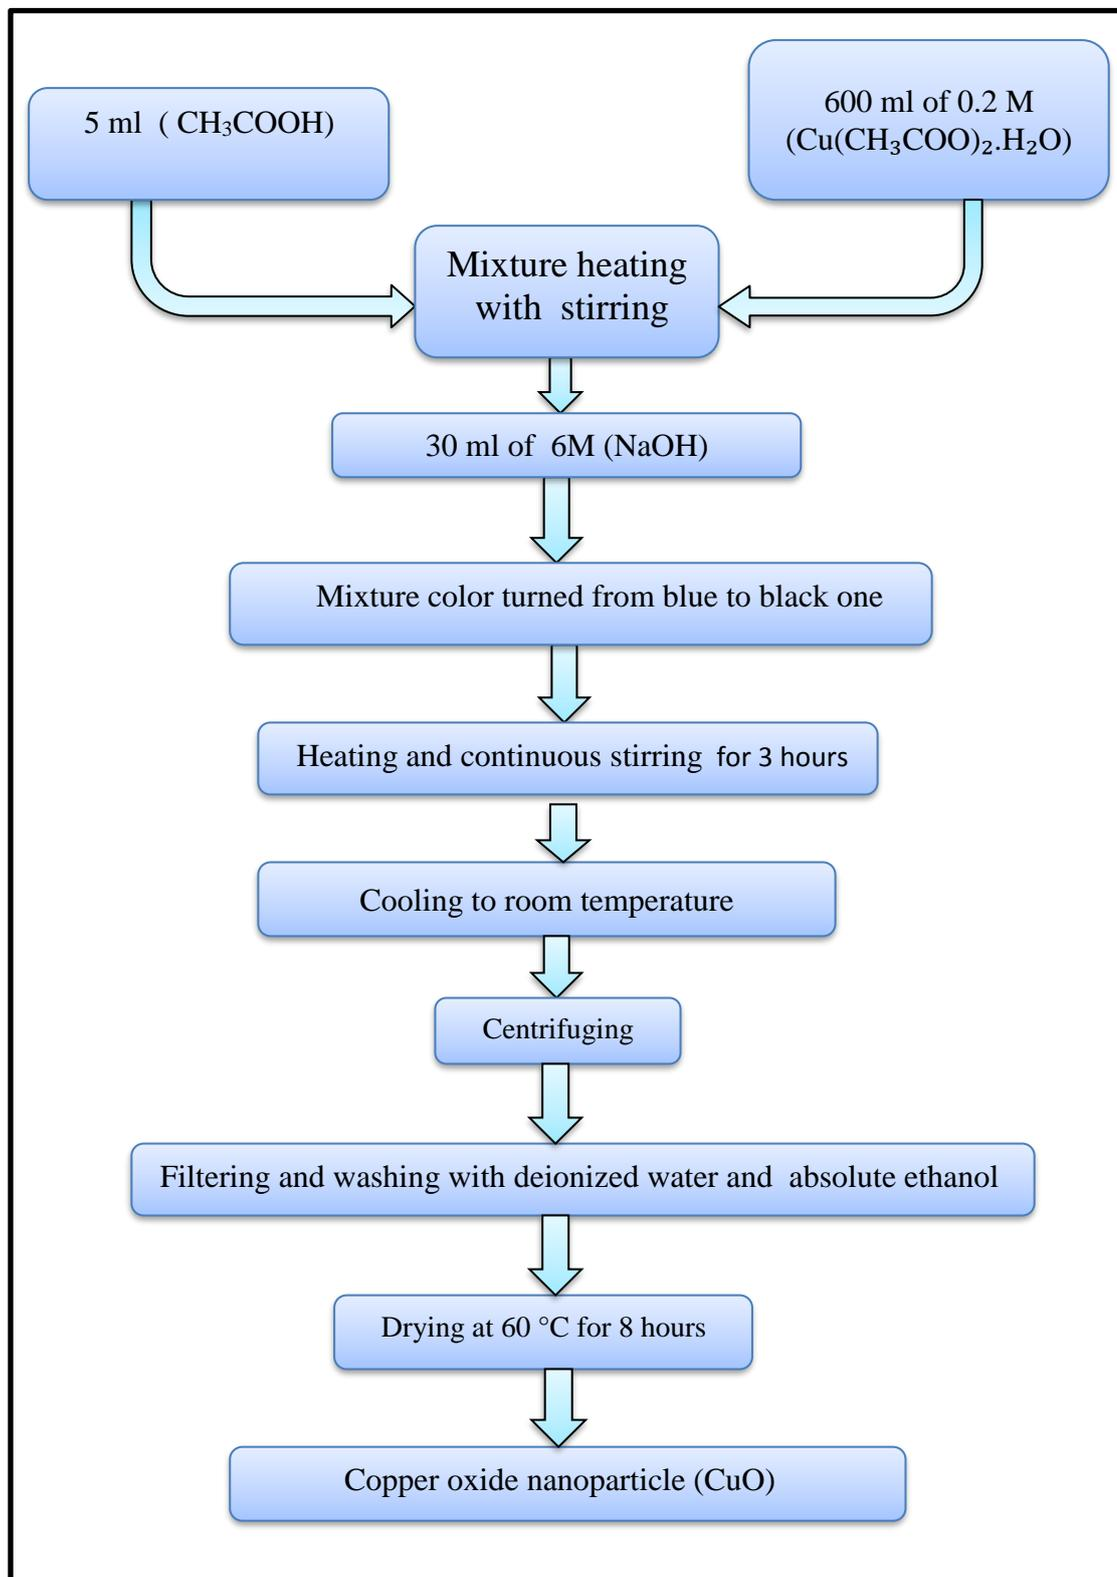 5 ml ( CH₃COOH)
600 ml of 0.2 M
(Cu(CH₃COO)₂.H₂O)
Mixture heating
with stirring
30 ml of 6M (NaOH)
Mixture color turned from blue to black one
Heating and continuous stirring for 3 hours
Cooling to room temperature
Centrifuging
Filtering and washing with deionized water and absolute ethanol
Drying at 60 °C for 8 hours
Copper oxide nanoparticle (CuO)